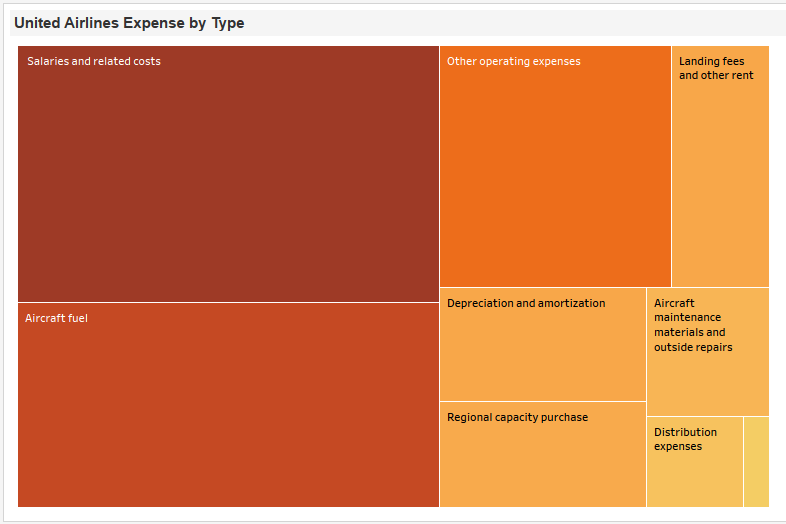 United Airlines Expense by Type
Salaries and related costs
Other operating expenses
Landing fees
and other rent
Aircraft fuel
Depreciation and amortization
Aircraft
maintenance
materials and
outside repairs
Regional capacity purchase
Distribution
expenses